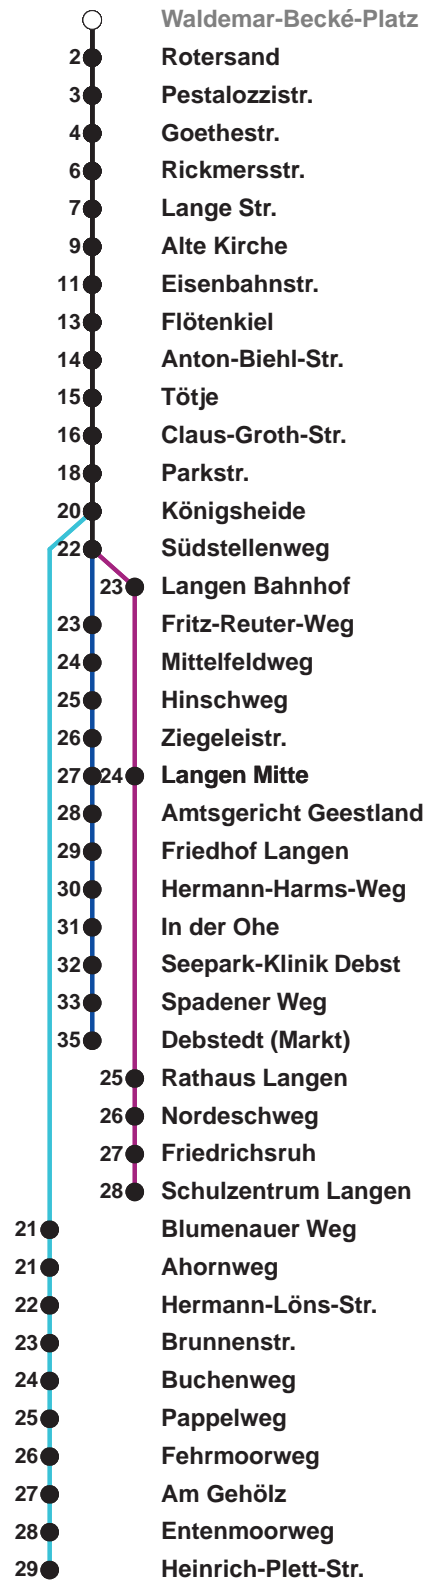 Waldemar-Becké-Platz
2 Rotersand
3 Pestalozzistr.
4 Goethestr.
6 Rickmersstr.
7 Lange Str.
9 Alte Kirche
11 Eisenbahnstr.
13 Flötenkiel
14 Anton-Biehl-Str.
15 Tötje
16 Claus-Groth-Str.
18 Parkstr.
20 Königsheide
22 Südstellenweg
23 Langen Bahnhof
23 Fritz-Reuter-Weg
24 Mittelfeldweg
25 Hinschweg
26 Ziegeleistr.
27 24 Langen Mitte
28 Amtsgericht Geestland
29 Friedhof Langen
30 Hermann-Harms-Weg
31 In der Ohe
32 Seepark-Klinik Debst
33 Spadener Weg
35 Debstedt (Markt)
25 Rathaus Langen
26 Nordeschweg
27 Friedrichsruh
28 Schulzentrum Langen
21 Blumenauer Weg
21 Ahornweg
22 Hermann-Löns-Str.
23 Brunnenstr.
24 Buchenweg
25 Pappelweg
26 Fehrmoorweg
27 Am Gehölz
28 Entenmoorweg
29 Heinrich-Plett-Str.